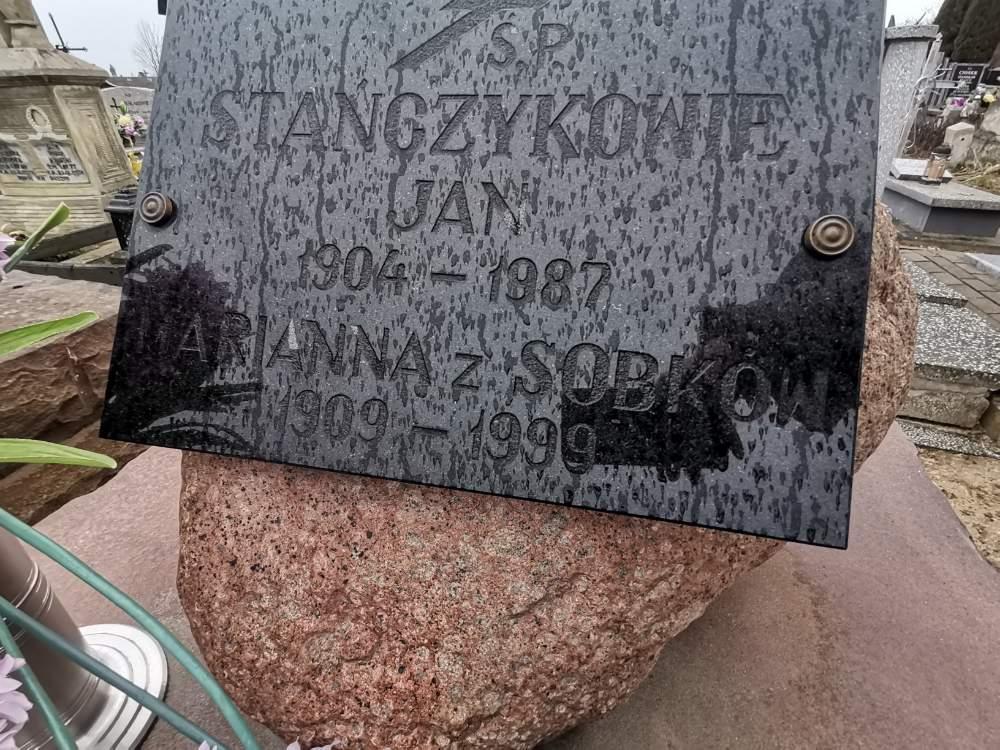 Ś.P.
STAŃCZYKOWIE
JAN
1904 – 1987
MARIANNA z SOBKÓW
1909 – 1999